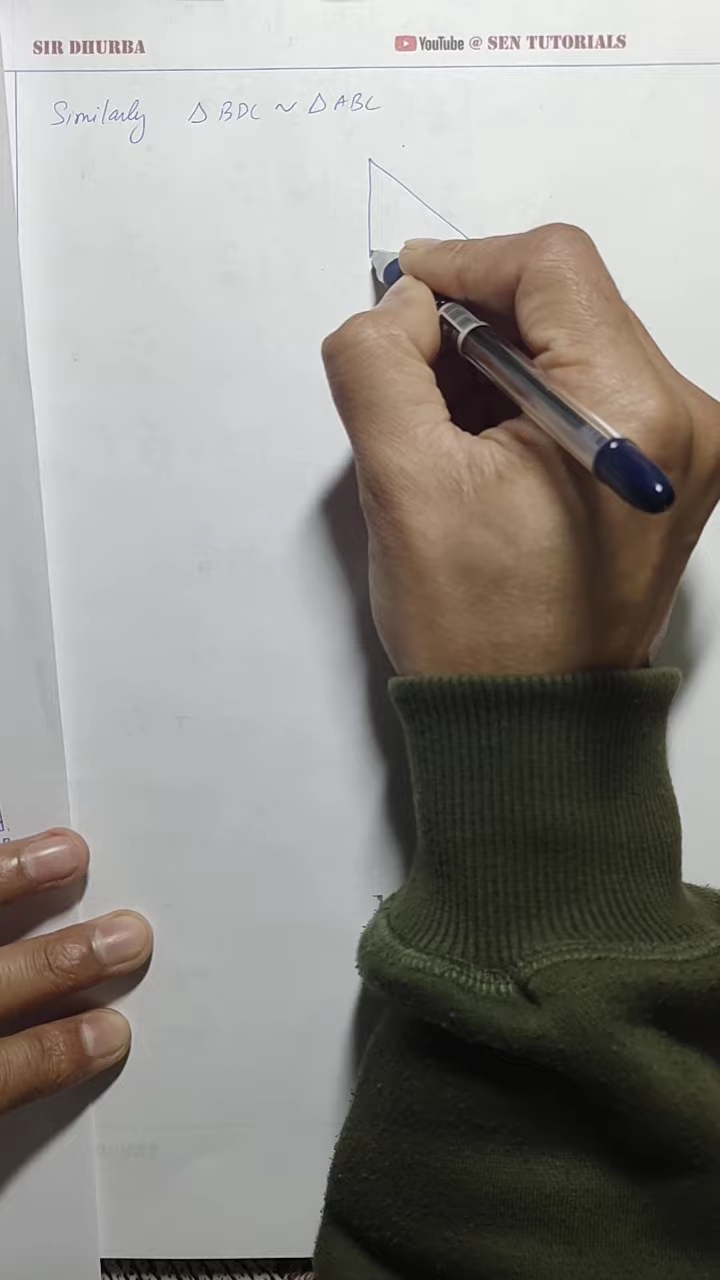 SIR DHURBA
YouTube @ SEN TUTORIALS
Similarly Δ BDC ~ Δ ABC